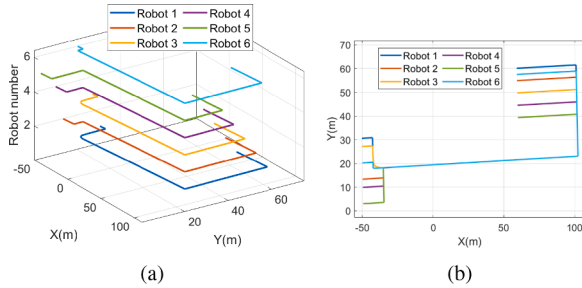 Robot 1 Robot 4
Robot 2 Robot 5
Robot 3 Robot 6
6
4
2
Robot number
-50
0
50
100
X(m)
20
40
60
Y(m)
(a)
70
60
50
40
30
20
10
0
Y(m)
Robot 1 Robot 4
Robot 2 Robot 5
Robot 3 Robot 6
-50 0 50 100
X(m)
(b)